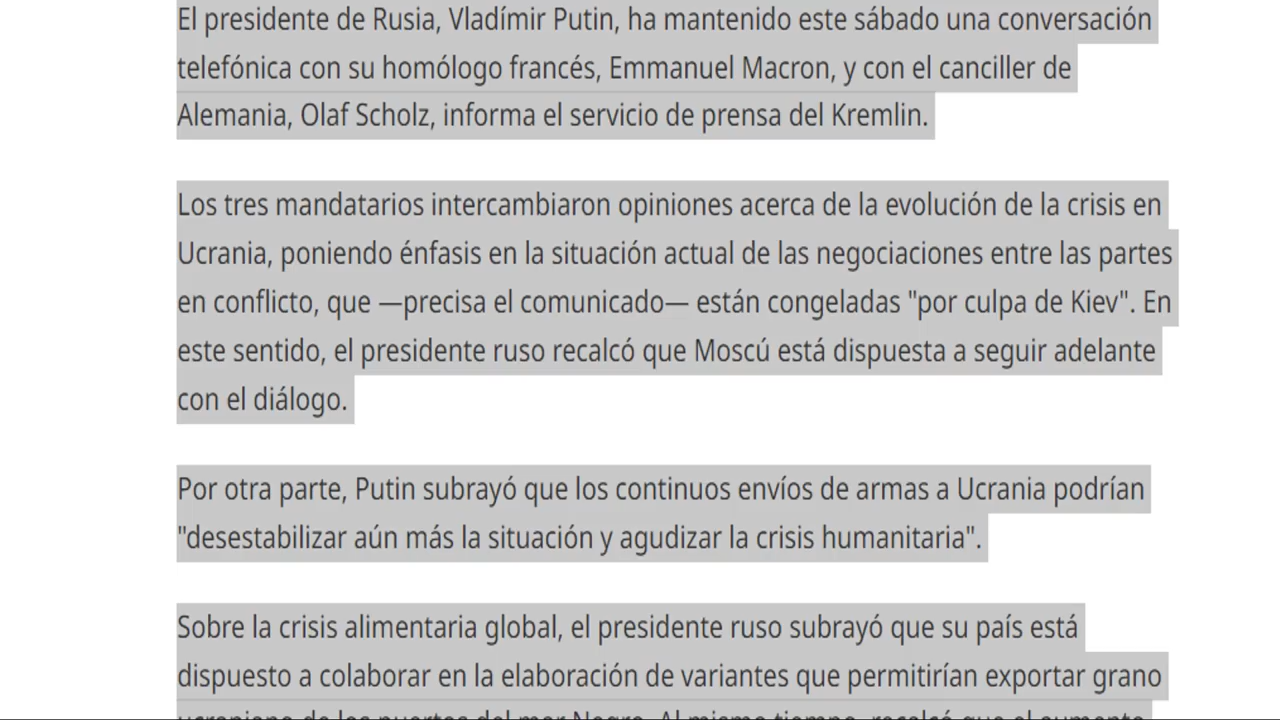 El presidente de Rusia, Vladímir Putin, ha mantenido este sábado una conversación
telefónica con su homólogo francés, Emmanuel Macron, y con el canciller de
Alemania, Olaf Scholz, informa el servicio de prensa del Kremlin.
Los tres mandatarios intercambiaron opiniones acerca de la evolución de la crisis en
Ucrania, poniendo énfasis en la situación actual de las negociaciones entre las partes
en conflicto, que —precisa el comunicado— están congeladas "por culpa de Kiev". En
este sentido, el presidente ruso recalcó que Moscú está dispuesta a seguir adelante
con el diálogo.
Por otra parte, Putin subrayó que los continuos envíos de armas a Ucrania podrían
"desestabilizar aún más la situación y agudizar la crisis humanitaria".
Sobre la crisis alimentaria global, el presidente ruso subrayó que su país está
dispuesto a colaborar en la elaboración de variantes que permitirían exportar grano